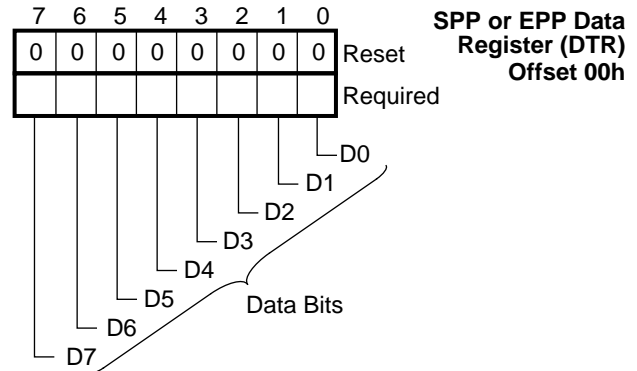 7 6 5 4 3 2 1 0
SPP or EPP Data
Register (DTR)
Offset 00h
0 0 0 0 0 0 0 0 Reset
Required
D0
D1
D2
D3
D4
D5
D6
D7
Data Bits